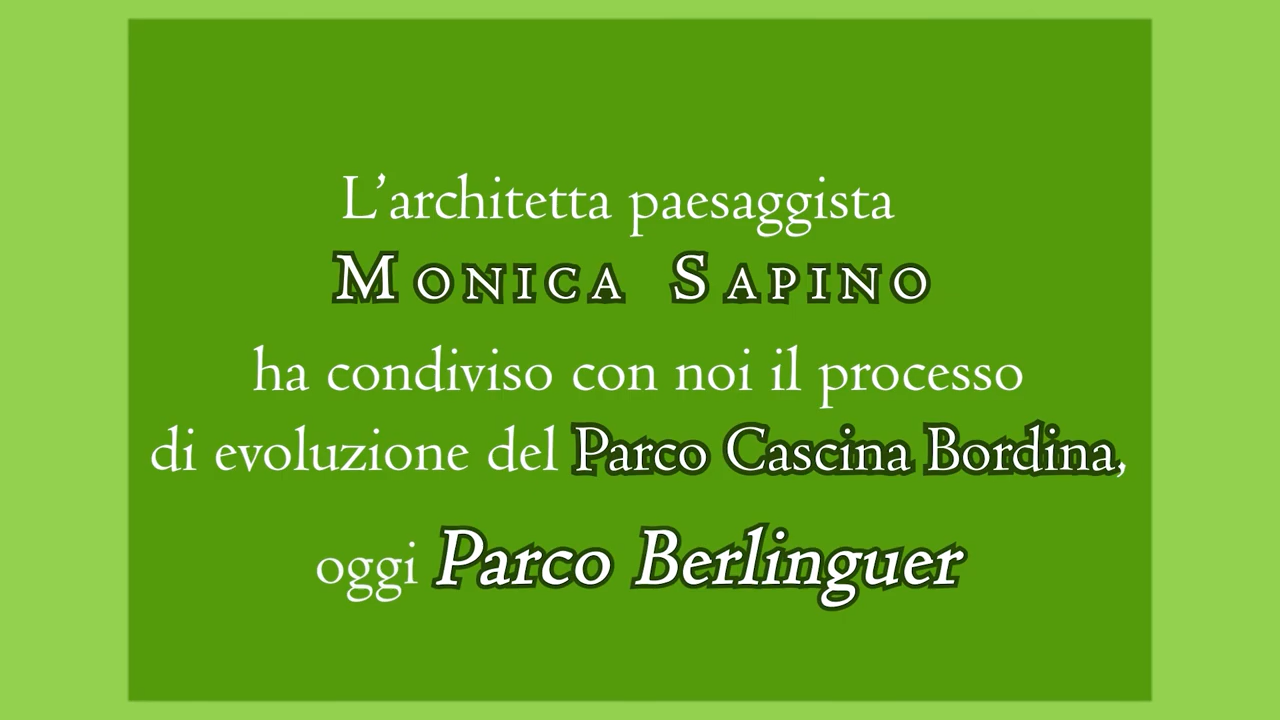 L’architetta paesaggista
Monica Sapino
ha condiviso con noi il processo
di evoluzione del Parco Cascina Bordina,
oggi Parco Berlinguer